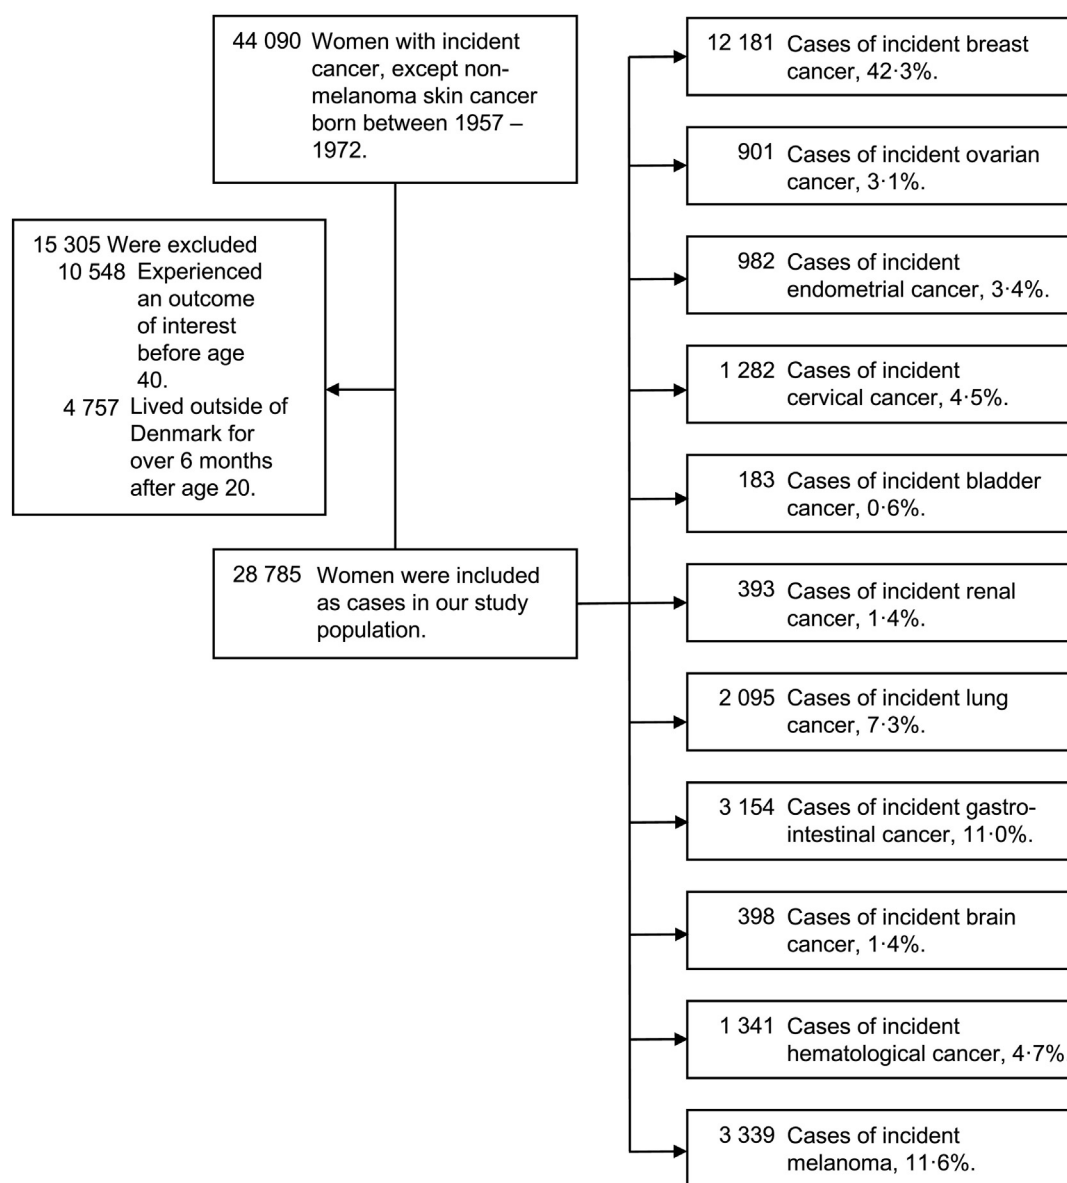 44 090 Women with incident
cancer, except non-
melanoma skin cancer
born between 1957 –
1972.
15 305 Were excluded
10 548 Experienced
an outcome
of interest
before age
40.
4 757 Lived outside of
Denmark for
over 6 months
after age 20.
28 785 Women were included
as cases in our study
population.
12 181 Cases of incident breast
cancer, 42·3%.
901 Cases of incident ovarian
cancer, 3·1%.
982 Cases of incident
endometrial cancer, 3·4%.
1 282 Cases of incident
cervical cancer, 4·5%.
183 Cases of incident bladder
cancer, 0·6%.
393 Cases of incident renal
cancer, 1·4%.
2 095 Cases of incident lung
cancer, 7·3%.
3 154 Cases of incident gastro-
intestinal cancer, 11·0%.
398 Cases of incident brain
cancer, 1·4%.
1 341 Cases of incident
hematological cancer, 4·7%
3 339 Cases of incident
melanoma, 11·6%.